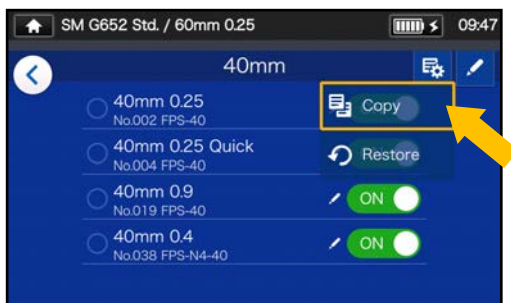 SM G652 Std. / 60mm 0.25 09:47
40mm
40mm 0.25
No.002 FPS-40
Copy
40mm 0.25 Quick
No.004 FPS-40
Restore
40mm 0.9
No.019 FPS-40
ON
40mm 0.4
No.038 FPS-N4-40
ON